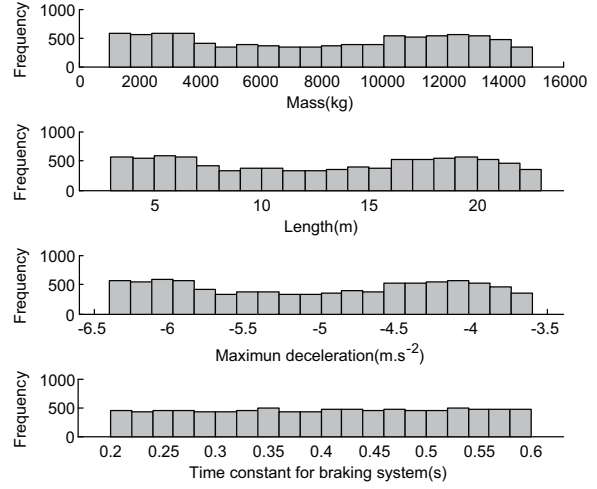 Frequency
1000
500
0
0 2000 4000 6000 8000 10000 12000 14000 16000
Mass(kg)
Frequency
1000
500
0
5 10 15 20
Length(m)
Frequency
1000
500
0
-6.5 -6 -5.5 -5 -4.5 -4 -3.5
Maximun deceleration(m.s-2)
Frequency
1000
500
0
0.2 0.25 0.3 0.35 0.4 0.45 0.5 0.55 0.6
Time constant for braking system(s)